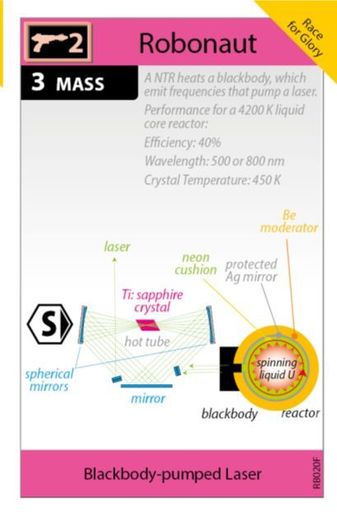 Race
for Glory
2
Robonaut
3 MASS
A NTR heats a blackbody, which
emit frequencies that pump a laser.
Performance for a 4200 K liquid
core reactor:
Efficiency: 40%
Wavelength: 500 or 800 nm
Crystal Temperature: 450 K
Be
moderator
laser
neon
cushion
protected
Ag mirror
Ti: sapphire
crystal
S
hot tube
spinning
liquid U
spherical
mirrors
mirror
blackbody
reactor
Blackbody-pumped Laser
RB020F